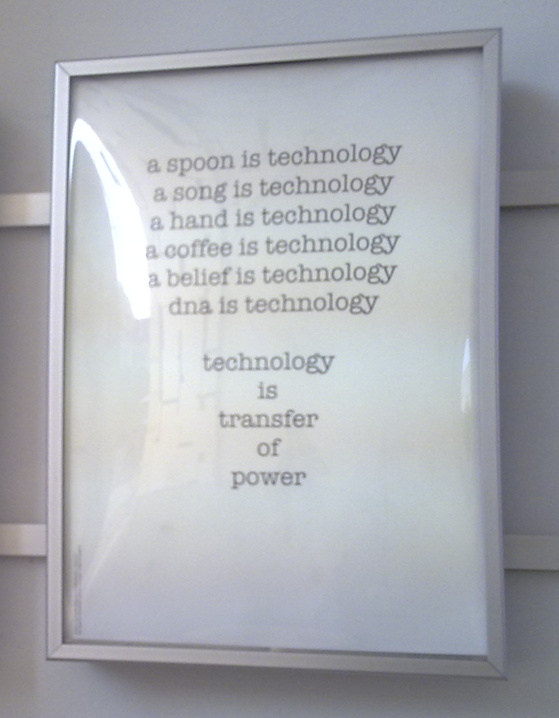 a spoon is technology
a song is technology
a hand is technology
a coffee is technology
a belief is technology
dna is technology
technology
is
transfer
of
power